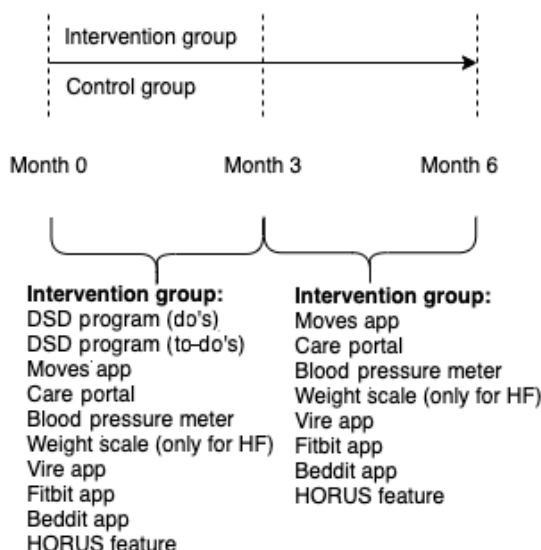 Intervention group
Control group
Month 0
Month 3
Month 6
Intervention group:
DSD program (do's)
DSD program (to-do's)
Moves app
Care portal
Blood pressure meter
Weight scale (only for HF)
Vire app
Fitbit app
Beddit app
HORUS feature
Intervention group:
Moves app
Care portal
Blood pressure meter
Weight scale (only for HF)
Vire app
Fitbit app
Beddit app
HORUS feature